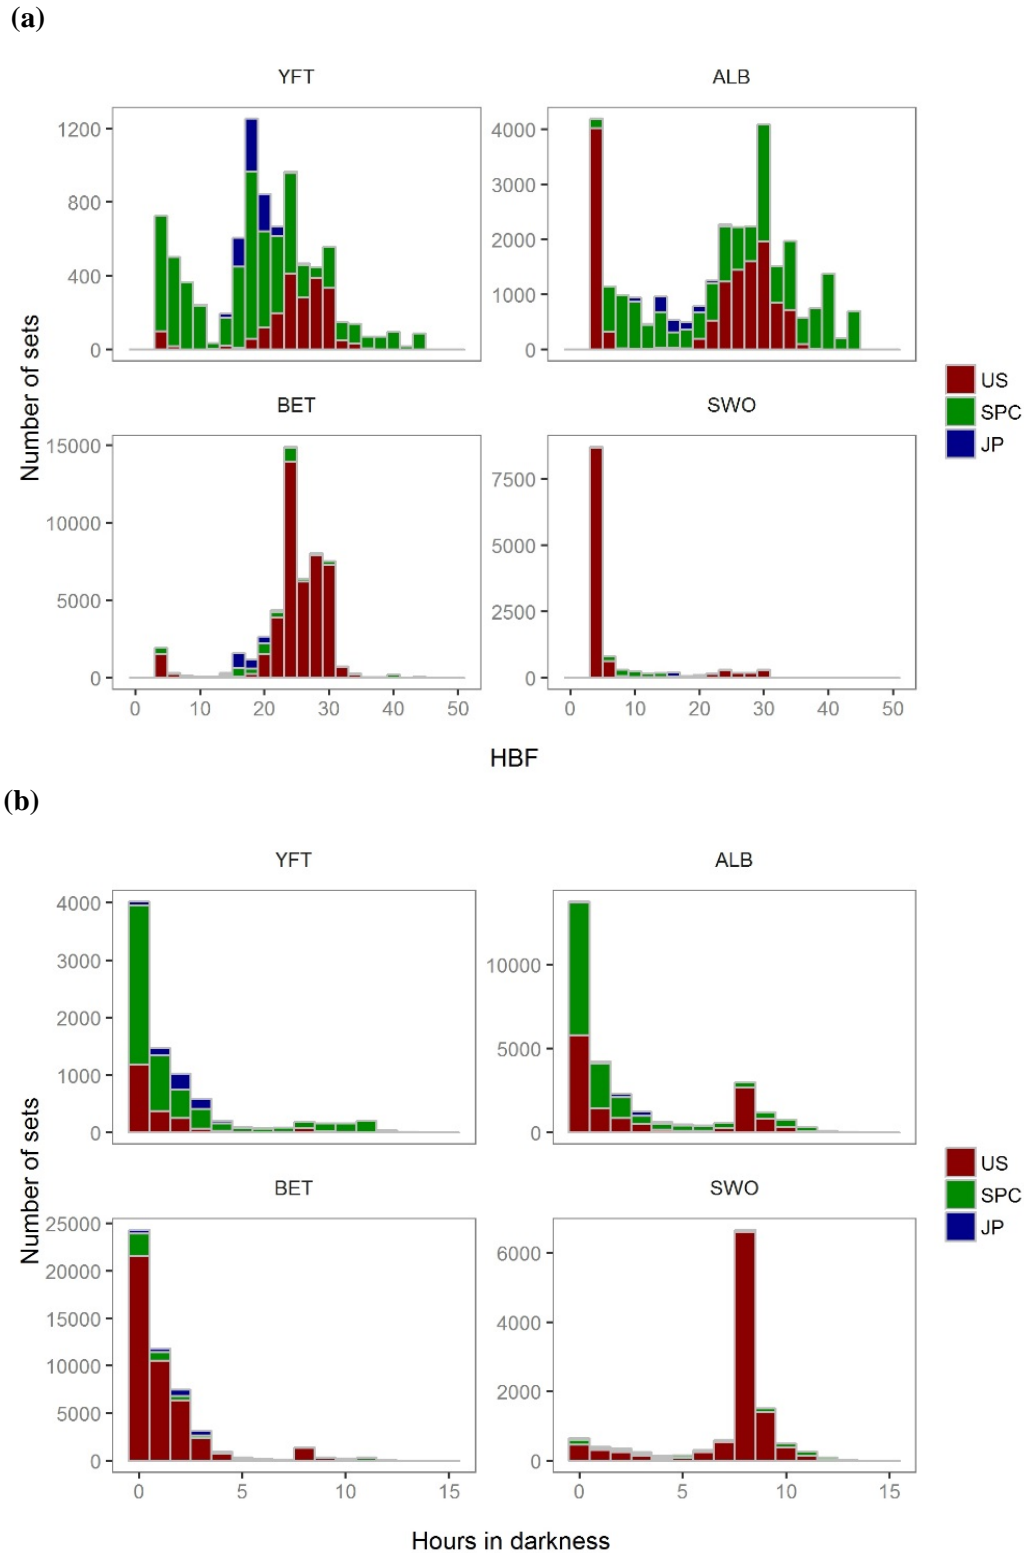 (a)
YFT
ALB
1200
800
400
0
4000
3000
2000
1000
0
US
SPC
JP
Number of sets
BET
SWO
15000
10000
5000
0
7500
5000
2500
0
0 10 20 30 40 50
0 10 20 30 40 50
HBF
(b)
YFT
ALB
4000
3000
2000
1000
0
10000
5000
0
US
SPC
JP
Number of sets
BET
SWO
25000
20000
15000
10000
5000
0
6000
4000
2000
0
0 5 10 15
0 5 10 15
Hours in darkness